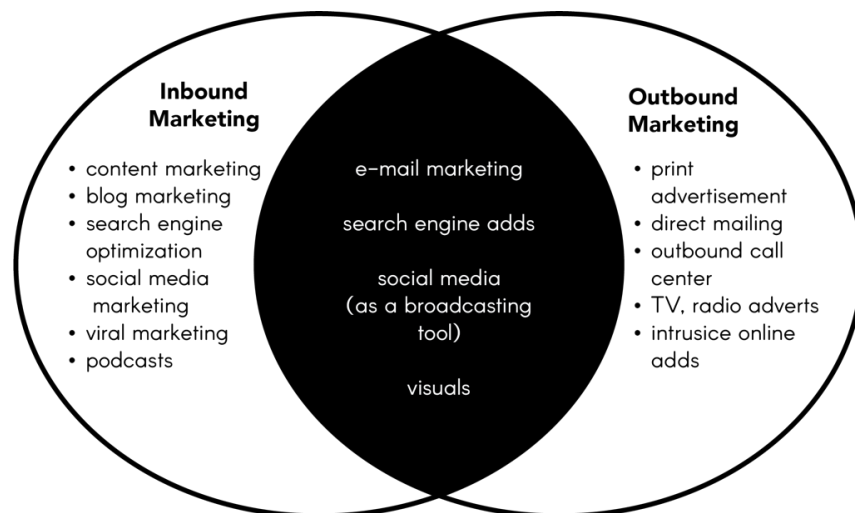 Inbound
Marketing
• content marketing
• blog marketing
• search engine
optimization
• social media
marketing
• viral marketing
• podcasts
e-mail marketing
search engine adds
social media
(as a broadcasting
tool)
visuals
Outbound
Marketing
• print
advertisement
• direct mailing
• outbound call
center
• TV, radio adverts
• intrusice online
adds